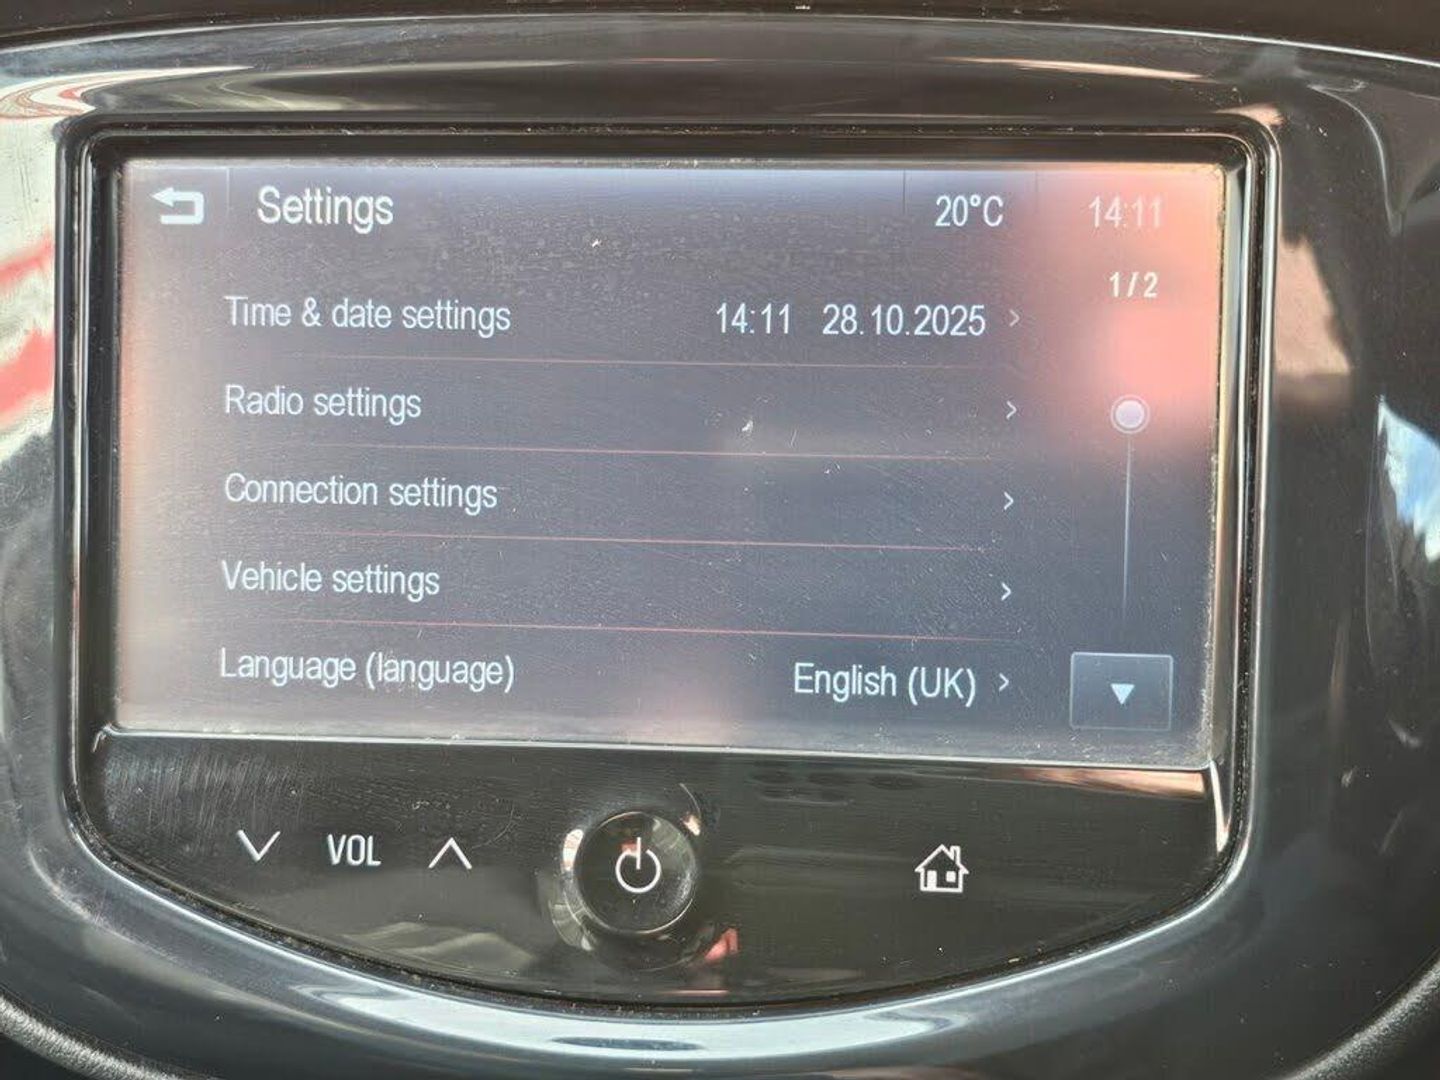 Settings 20°C 14:11
1/2
Time & date settings 14:11 28.10.2025
Radio settings
Connection settings
Vehicle settings
Language (language) English (UK)
VOL